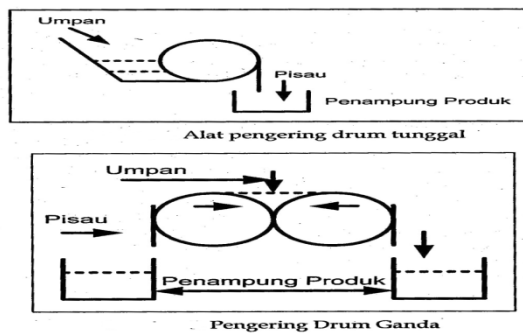 Umpan
Pisau
Penampung Produk
Alat pengering drum tunggal
Umpan
Pisau
Penampung Produk
Pengering Drum Ganda